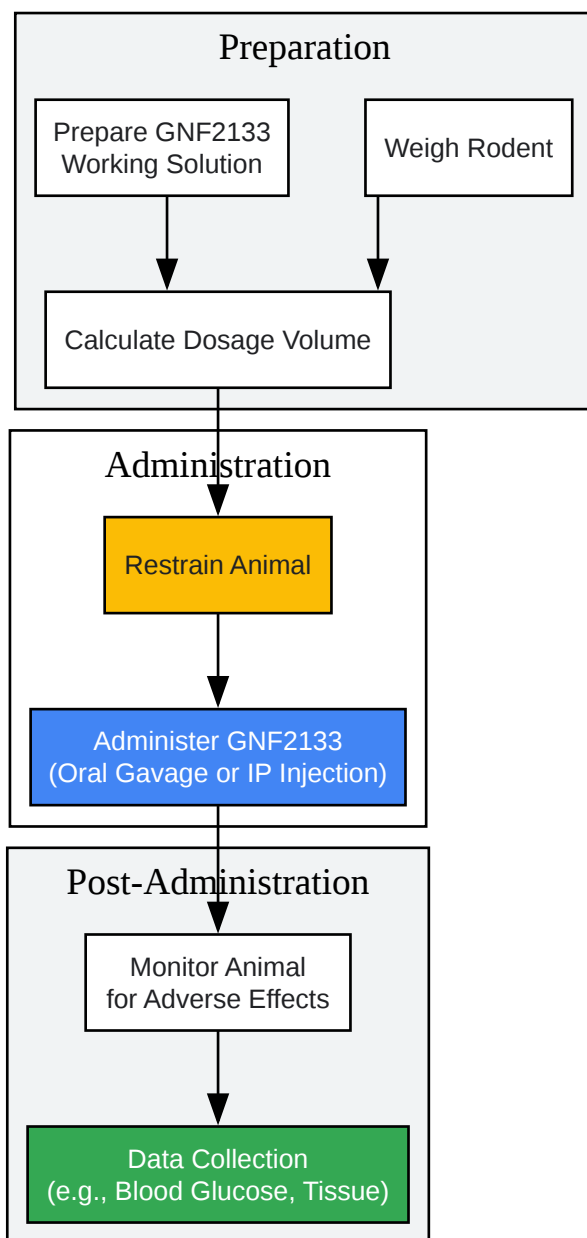 Preparation
Prepare GNF2133
Working Solution
Weigh Rodent
Calculate Dosage Volume
Administration
Restrain Animal
Administer GNF2133
(Oral Gavage or IP Injection)
Post-Administration
Monitor Animal
for Adverse Effects
Data Collection
(e.g., Blood Glucose, Tissue)